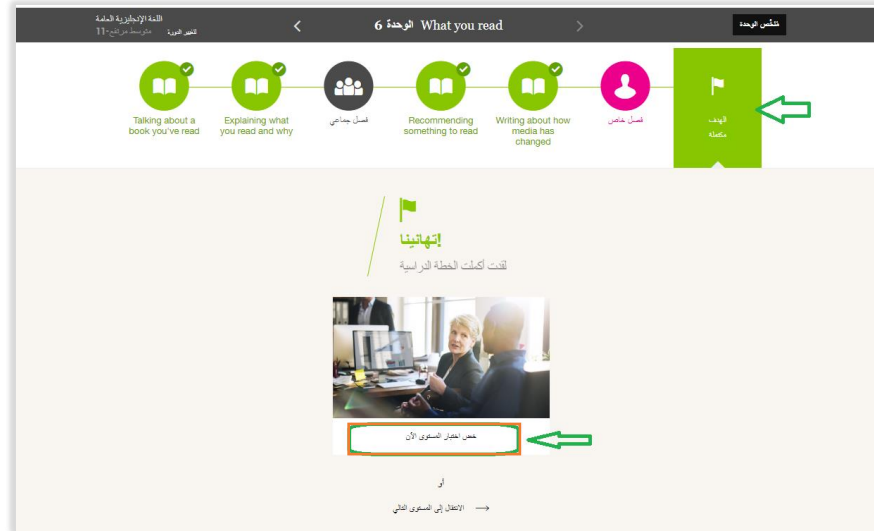 اللغة الإنجليزية العامة
تغيير الدورة متوسط مرتفع-11
الوحدة 6 What you read
ملخّص الوحدة
Talking about a
book you've read
Explaining what
you read and why
فصل جماعي
Recommending
something to read
Writing about how
media has
changed
فصل خاص
الهدف
مكتملة
تهانينا!
لقدت أكملت الخطة الدراسية
خض اختبار المستوى الآن
أو
الانتقال إلى المستوى التالي